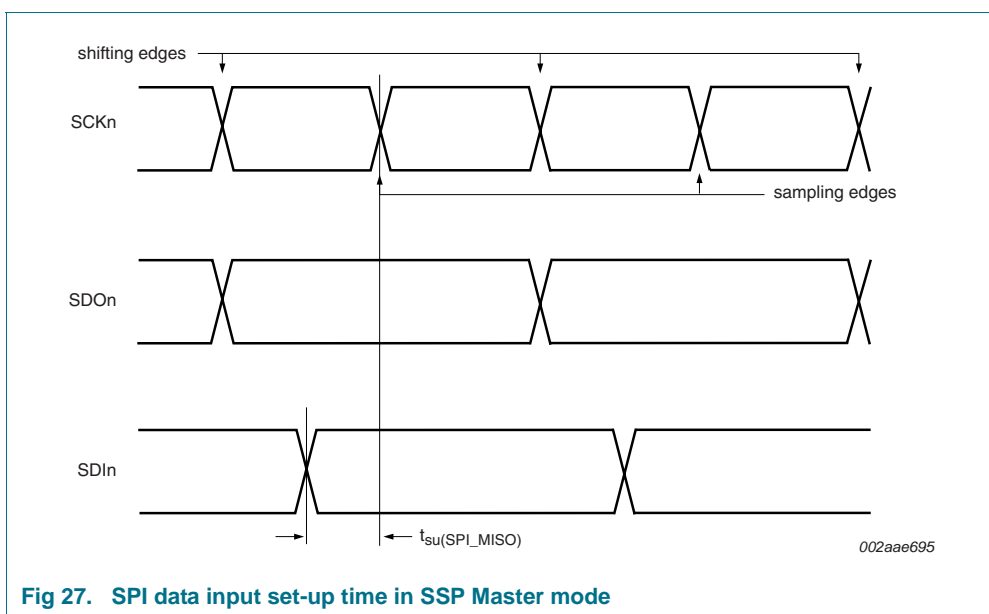 shifting edges
SCKn
sampling edges
SDOn
SDIn
tsu(SPI_MISO)
002aae695
Fig 27. SPI data input set-up time in SSP Master mode